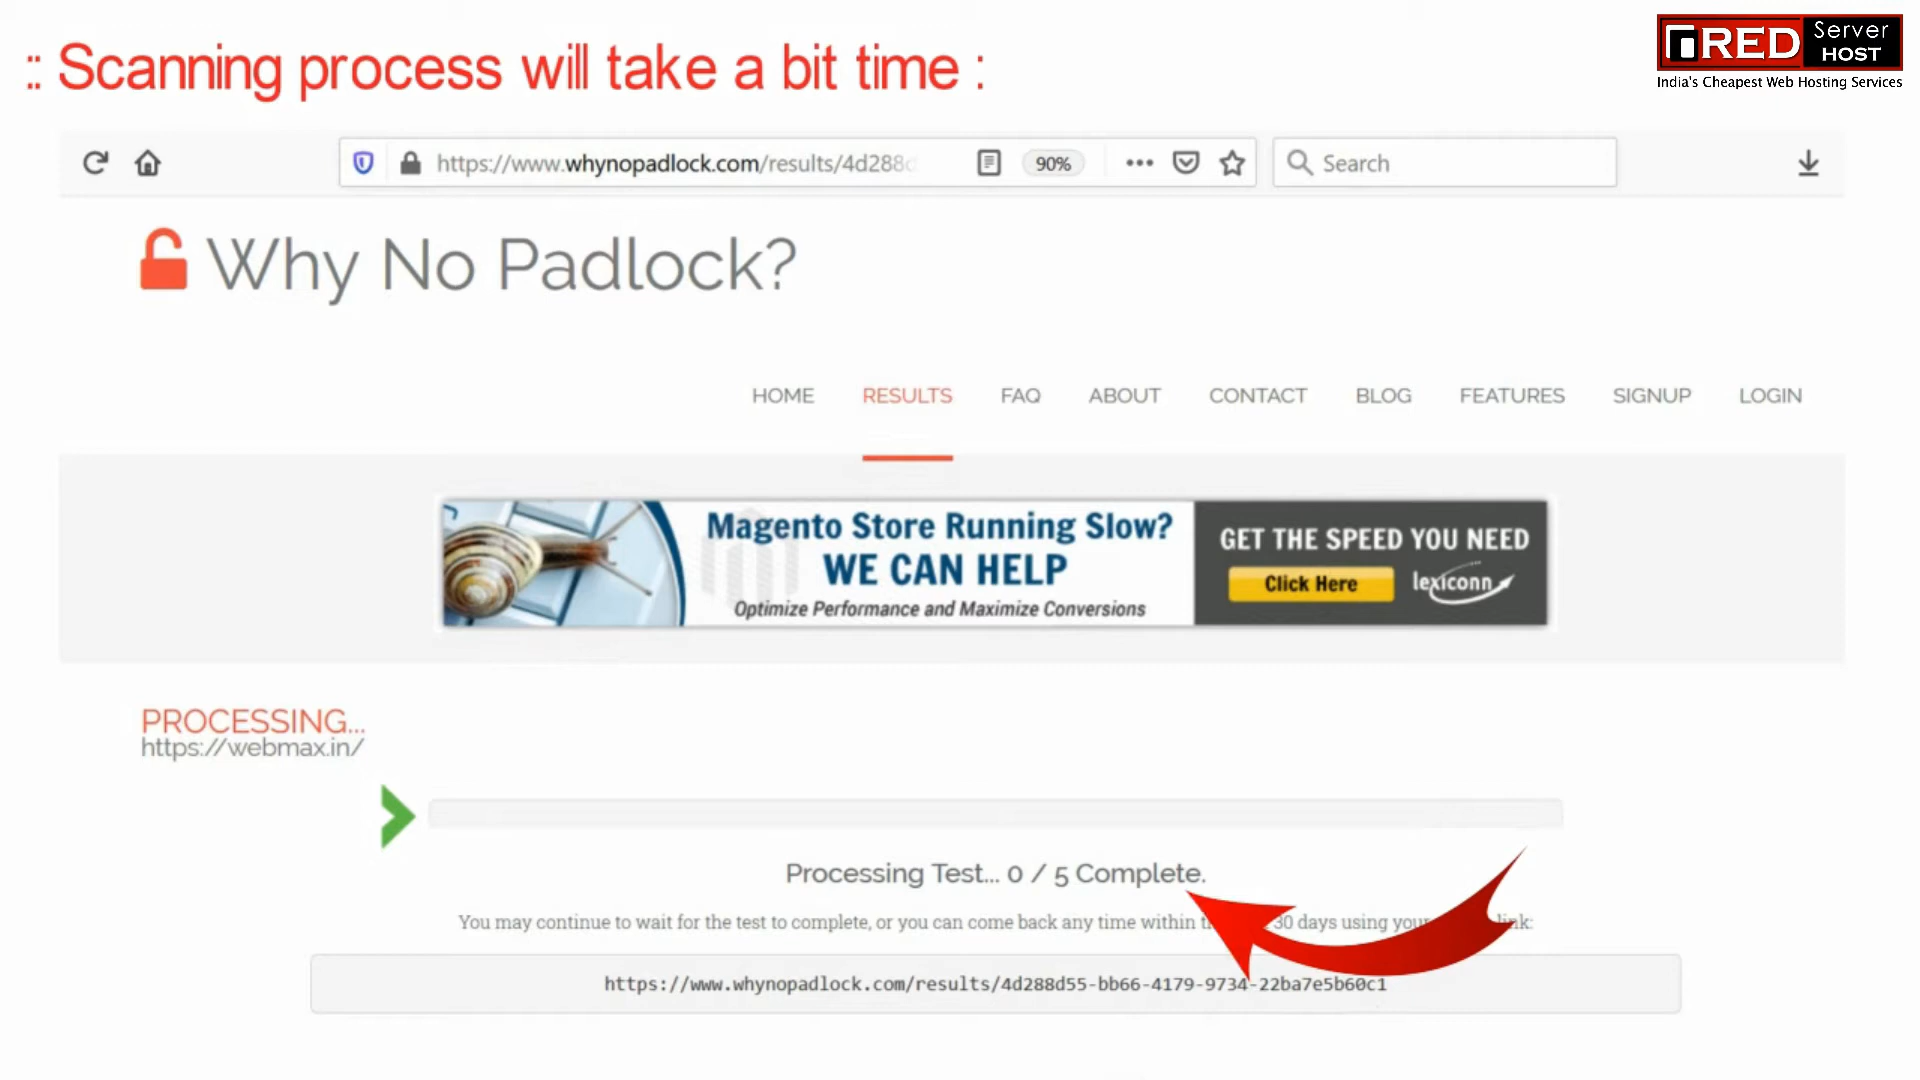 :: Scanning process will take a bit time :
RED Server HOST
India's Cheapest Web Hosting Services
https://www.whynopadlock.com/results/4d288
90%
Search
Why No Padlock?
HOME RESULTS FAQ ABOUT CONTACT BLOG FEATURES SIGNUP LOGIN
Magento Store Running Slow?
WE CAN HELP
Optimize Performance and Maximize Conversions
GET THE SPEED YOU NEED
Click Here
lexiconn
PROCESSING...
https://webmax.in/
Processing Test... 0 / 5 Complete.
You may continue to wait for the test to complete, or you can come back any time within 30 days using link:
https://www.whynopadlock.com/results/4d288d55-bb66-4179-9734-22ba7e5b60c1